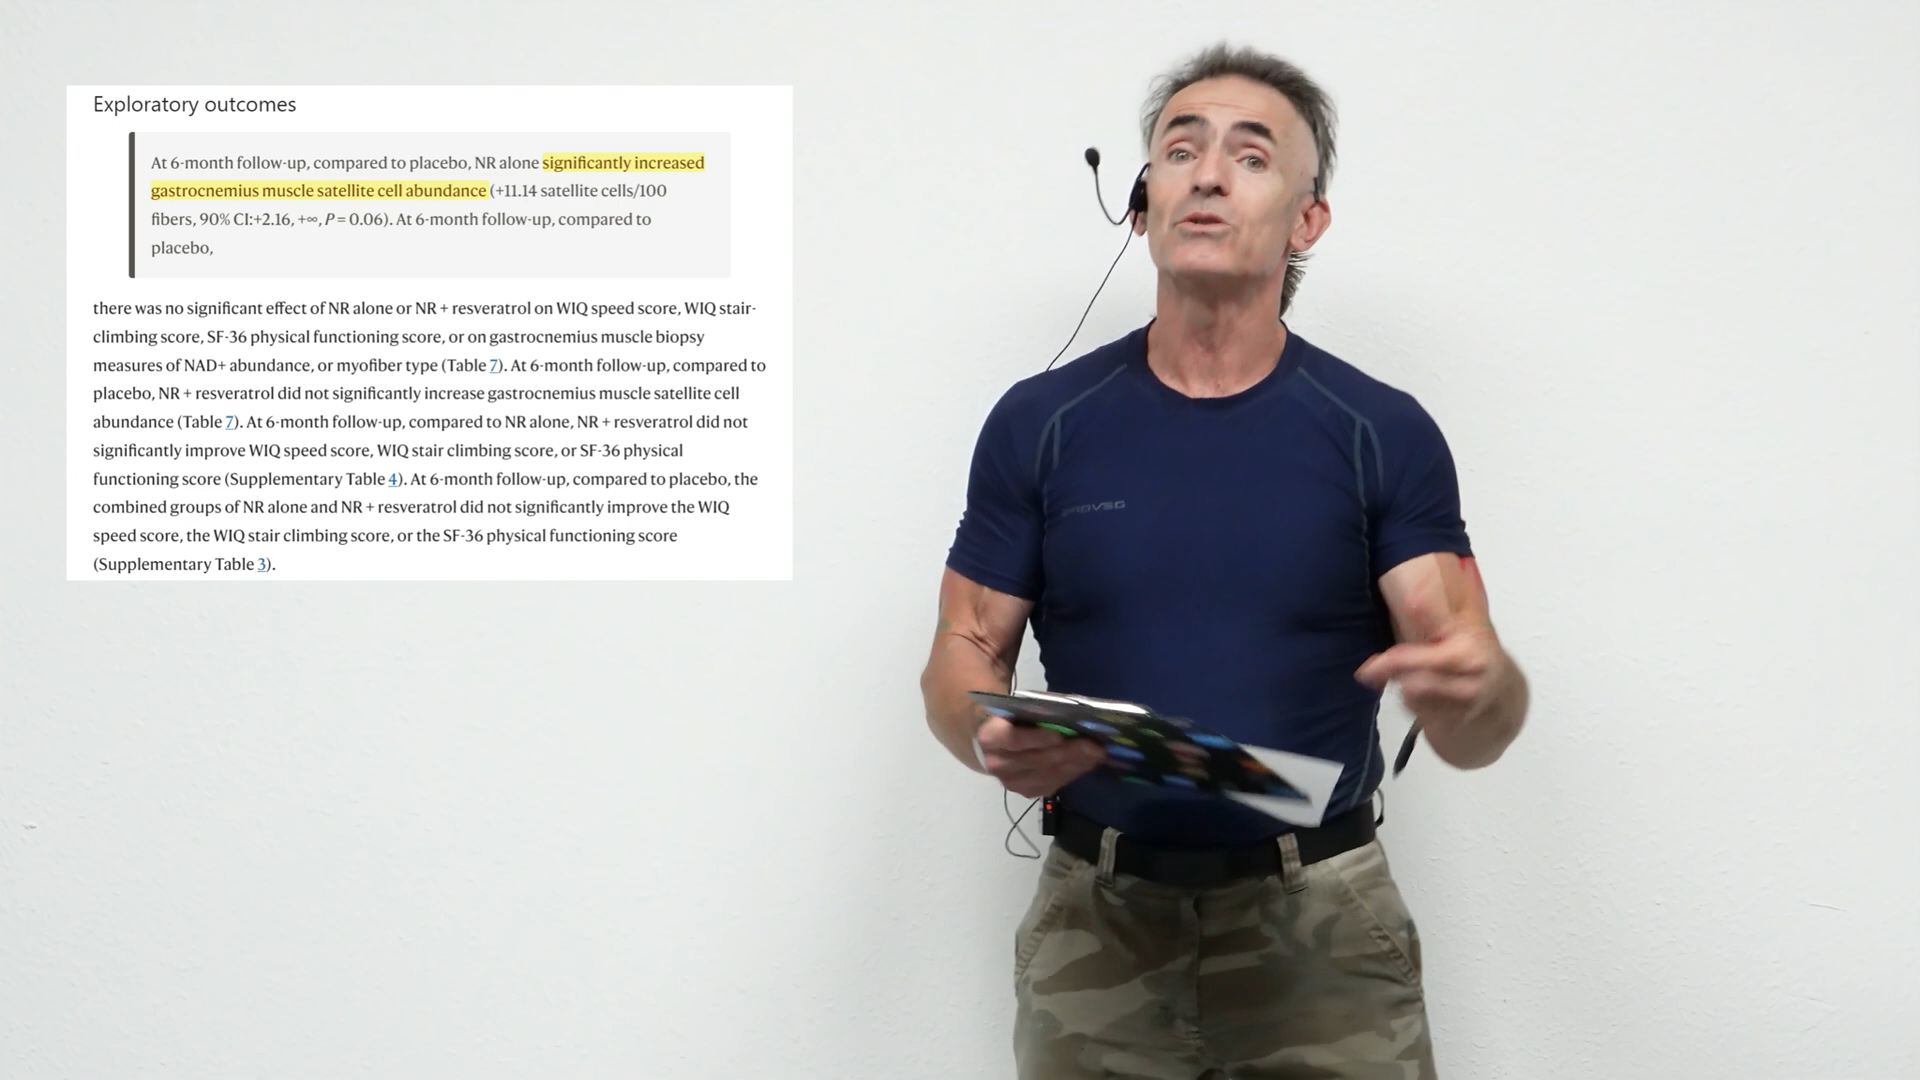 Exploratory outcomes
At 6-month follow-up, compared to placebo, NR alone significantly increased
gastrocnemius muscle satellite cell abundance (+11.14 satellite cells/100
fibers, 90% CI:+2.16, +∞, P = 0.06). At 6-month follow-up, compared to
placebo,
there was no significant effect of NR alone or NR + resveratrol on WIQ speed score, WIQ stair-
climbing score, SF-36 physical functioning score, or on gastrocnemius muscle biopsy
measures of NAD+ abundance, or myofiber type (Table 7). At 6-month follow-up, compared to
placebo, NR + resveratrol did not significantly increase gastrocnemius muscle satellite cell
abundance (Table 7). At 6-month follow-up, compared to NR alone, NR + resveratrol did not
significantly improve WIQ speed score, WIQ stair climbing score, or SF-36 physical
functioning score (Supplementary Table 4). At 6-month follow-up, compared to placebo, the
combined groups of NR alone and NR + resveratrol did not significantly improve the WIQ
speed score, the WIQ stair climbing score, or the SF-36 physical functioning score
(Supplementary Table 3).